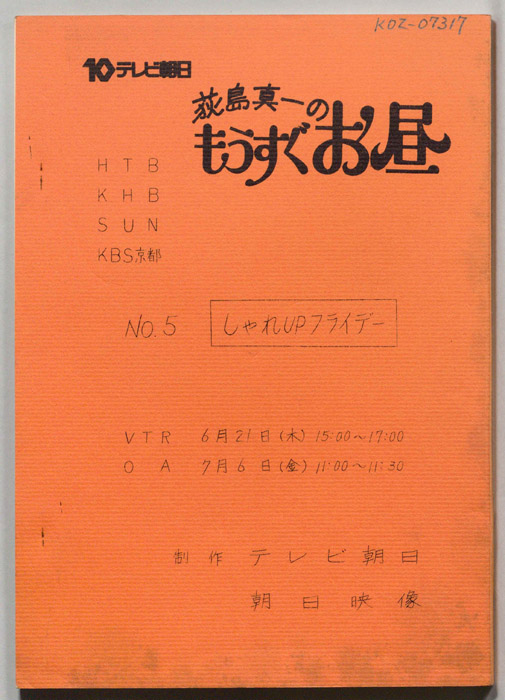 KOZ-07317
10テレビ朝日
荻島真一の
もうすぐお昼
HTB
KHB
SUN
KBS京都
NO.5 しゃれUPフライデー
VTR 6月21日(木) 15:00～17:00
OA 7月6日(金) 11:00～11:30
制作 テレビ朝日
朝日映像